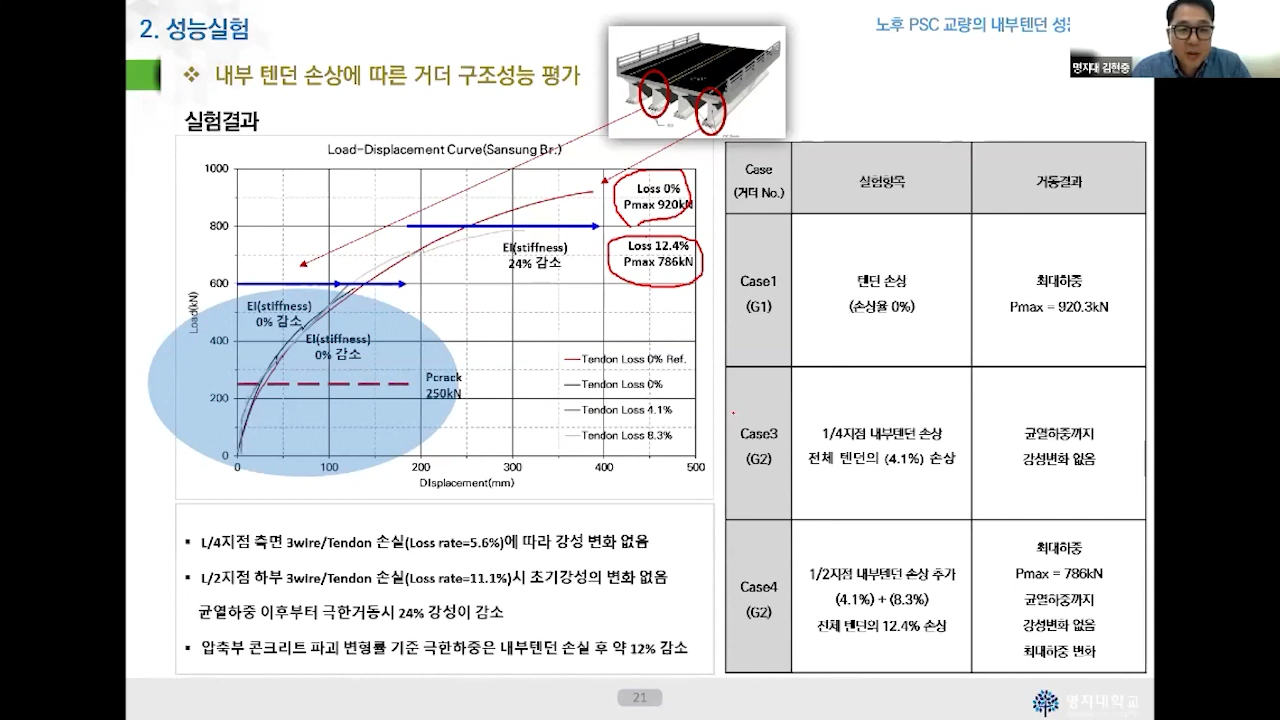 2. 성능실험
노후 PSC 교량의 내부텐던 성
명지대 김현중
❖ 내부 텐던 손상에 따른 거더 구조성능 평가
실험결과
Load-Displacement Curve(Sansung Br.)
1000
800
600
400
200
0
Load(kN)
0 100 200 300 400 500
Displacement(mm)
Loss 0%
Pmax 920kN
Loss 12.4%
Pmax 786kN
EI(stiffness)
24% 감소
EI(stiffness)
0% 감소
EI(stiffness)
0% 감소
Pcrack
250kN
Tendon Loss 0% Ref.
Tendon Loss 0%
Tendon Loss 4.1%
Tendon Loss 8.3%
Case
(거더 No.)
실험항목
거동결과
Case1
(G1)
텐던 손상
(손상율 0%)
최대하중
Pmax = 920.3kN
Case3
(G2)
1/4지점 내부텐던 손상
전체 텐던의 (4.1%) 손상
균열하중까지
강성변화 없음
Case4
(G2)
1/2지점 내부텐던 손상 추가
(4.1%) + (8.3%)
전체 텐던의 12.4% 손상
최대하중
Pmax = 786kN
균열하중까지
강성변화 없음
최대하중 변화
▪ L/4지점 측면 3wire/Tendon 손실(Loss rate=5.6%)에 따라 강성 변화 없음
▪ L/2지점 하부 3wire/Tendon 손실(Loss rate=11.1%)시 초기강성의 변화 없음
균열하중 이후부터 극한거동시 24% 강성이 감소
▪ 압축부 콘크리트 파괴 변형률 기준 극한하중은 내부텐던 손실 후 약 12% 감소
21
명지대학교